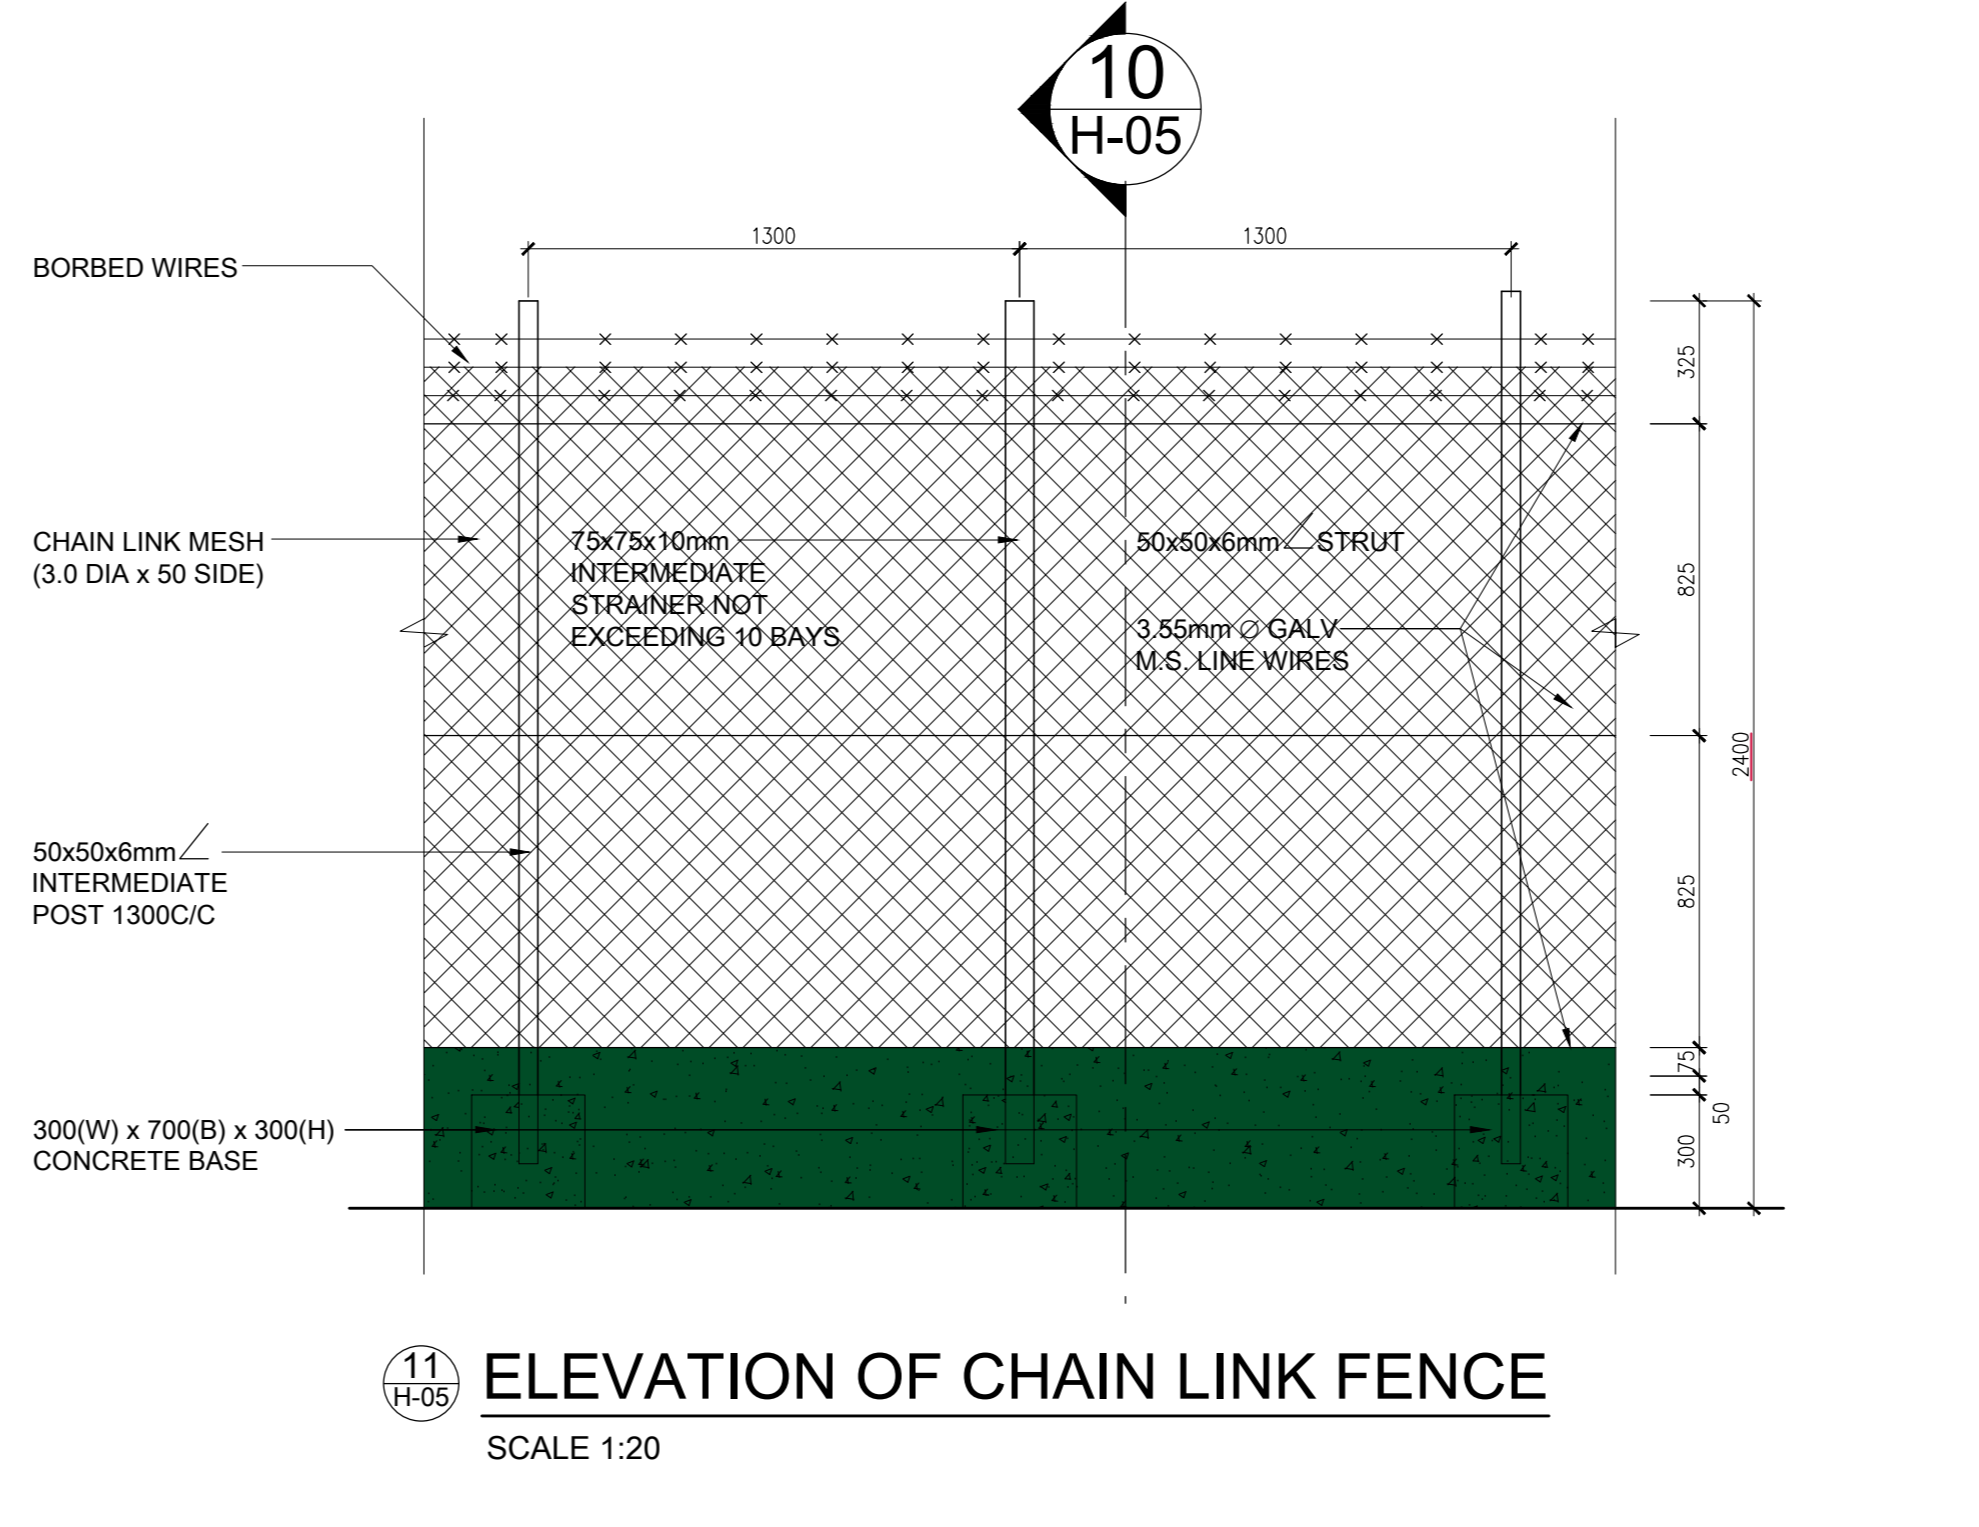 10
H-05
1300
1300
BORBED WIRES
325
CHAIN LINK MESH
(3.0 DIA x 50 SIDE)
75x75x10mm
INTERMEDIATE
STRAINER NOT
EXCEEDING 10 BAYS
50x50x6mm STRUT
825
3.55mm ∅ GALV
M.S. LINE WIRES
2400
50x50x6mm
INTERMEDIATE
POST 1300C/C
825
75
50
300(W) x 700(B) x 300(H)
CONCRETE BASE
300
11
H-05
ELEVATION OF CHAIN LINK FENCE
SCALE 1:20